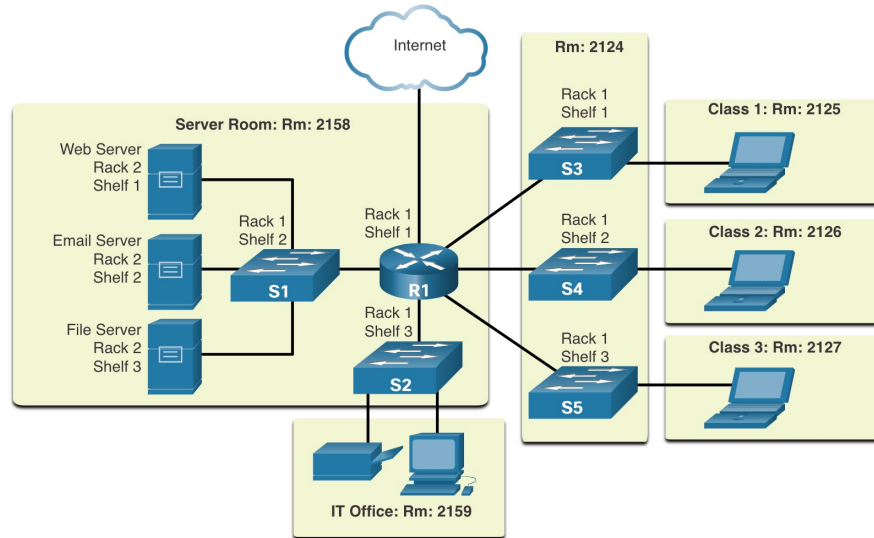 Internet
Rm: 2124
Rack 1
Shelf 1
S3
Class 1: Rm: 2125
Server Room: Rm: 2158
Web Server
Rack 2
Shelf 1
Rack 1
Shelf 2
S1
Email Server
Rack 2
Shelf 2
File Server
Rack 2
Shelf 3
Rack 1
Shelf 1
R1
Rack 1
Shelf 3
S2
Rack 1
Shelf 2
S4
Class 2: Rm: 2126
Rack 1
Shelf 3
S5
Class 3: Rm: 2127
IT Office: Rm: 2159